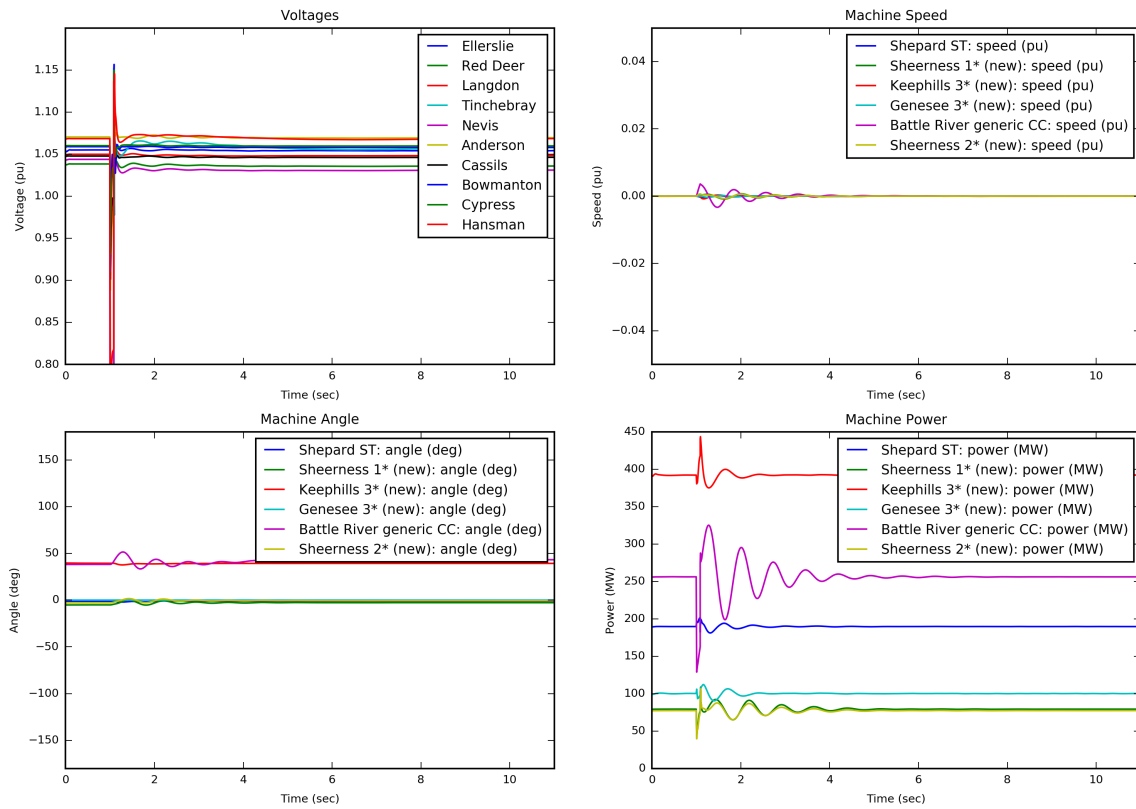 Voltages
Voltage (pu)
1.15
1.10
1.05
1.00
0.95
0.90
0.85
0.80
0
2
4
6
8
10
Time (sec)
Ellerslie
Red Deer
Langdon
Tinchebray
Nevis
Anderson
Cassils
Bowmanton
Cypress
Hansman
Machine Speed
Speed (pu)
0.04
0.02
0.00
−0.02
−0.04
0
2
4
6
8
10
Time (sec)
Shepard ST: speed (pu)
Sheerness 1* (new): speed (pu)
Keephills 3* (new): speed (pu)
Genesee 3* (new): speed (pu)
Battle River generic CC: speed (pu)
Sheerness 2* (new): speed (pu)
Machine Angle
Angle (deg)
150
100
50
0
−50
−100
−150
0
2
4
6
8
10
Time (sec)
Shepard ST: angle (deg)
Sheerness 1* (new): angle (deg)
Keephills 3* (new): angle (deg)
Genesee 3* (new): angle (deg)
Battle River generic CC: angle (deg)
Sheerness 2* (new): angle (deg)
Machine Power
Power (MW)
450
400
350
300
250
200
150
100
50
0
0
2
4
6
8
10
Time (sec)
Shepard ST: power (MW)
Sheerness 1* (new): power (MW)
Keephills 3* (new): power (MW)
Genesee 3* (new): power (MW)
Battle River generic CC: power (MW)
Sheerness 2* (new): power (MW)